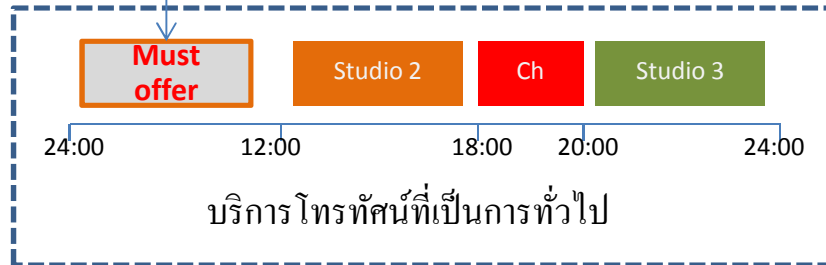 Must
offer
Studio 2
Ch
Studio 3
24:00
12:00
18:00
20:00
24:00
บริการโทรทัศน์ที่เป็นการทั่วไป